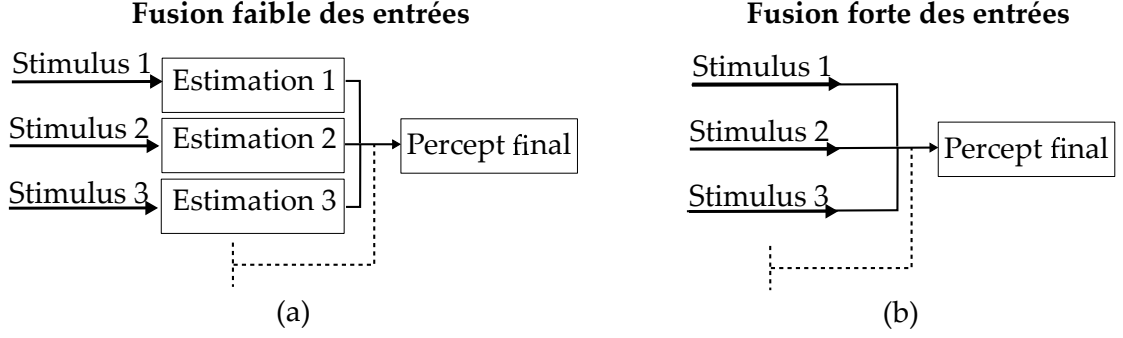 Fusion faible des entrées
Stimulus 1
Estimation 1
Stimulus 2
Estimation 2
Percept final
Stimulus 3
Estimation 3
(a)
Fusion forte des entrées
Stimulus 1
Stimulus 2
Percept final
Stimulus 3
(b)